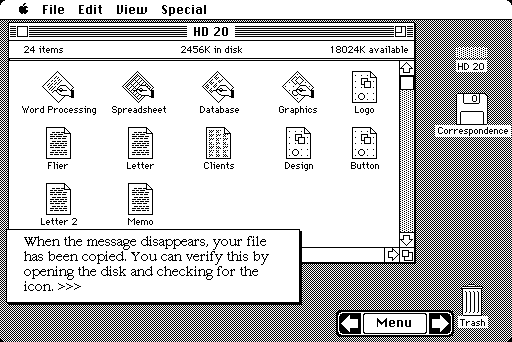 File Edit View Special
HD 20
24 items 2456K in disk 18024K available
Word Processing Spreadsheet Database Graphics Logo
HD 20
Correspondence
Flier Letter Clients Design Button
Letter 2 Memo
When the message disappears, your file
has been copied. You can verify this by
opening the disk and checking for the
icon. >>>
Menu
Trash